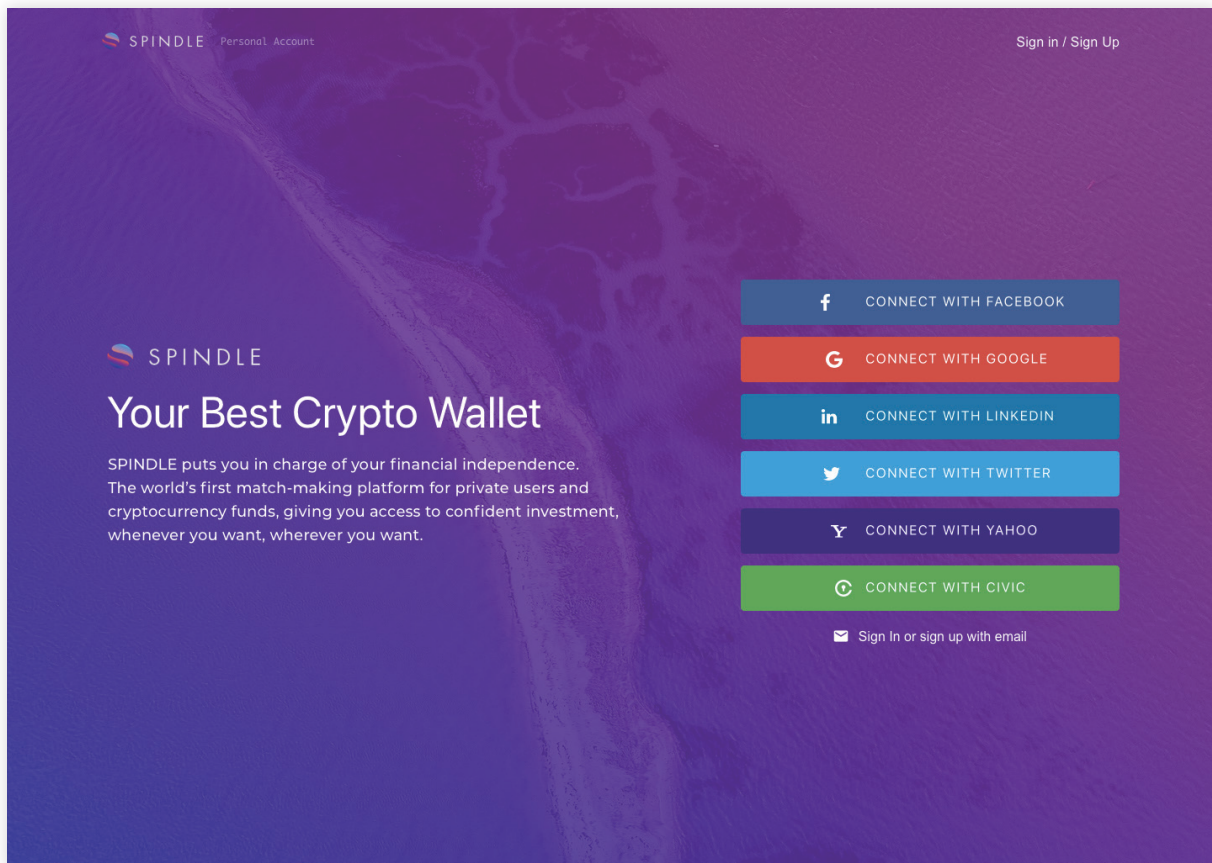 SPINDLE Personal Account
Sign in / Sign Up
SPINDLE
Your Best Crypto Wallet
SPINDLE puts you in charge of your financial independence.
The world's first match-making platform for private users and
cryptocurrency funds, giving you access to confident investment,
whenever you want, wherever you want.
CONNECT WITH FACEBOOK
CONNECT WITH GOOGLE
CONNECT WITH LINKEDIN
CONNECT WITH TWITTER
CONNECT WITH YAHOO
CONNECT WITH CIVIC
Sign In or sign up with email